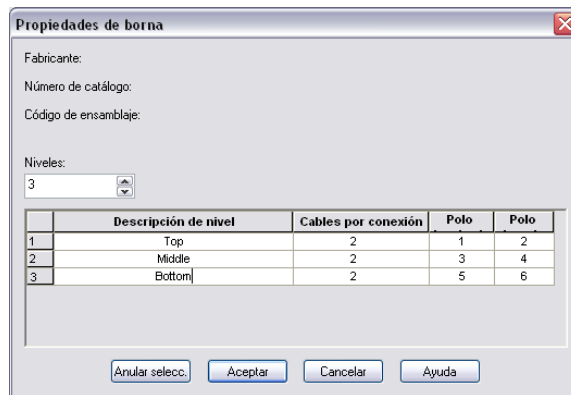 Propiedades de borna
Fabricante:
Número de catálogo:
Código de ensamblaje:
Niveles:
3
Descripción de nivel Cables por conexión Polo Polo
1 Top 2 1 2
2 Middle 2 3 4
3 Bottom 2 5 6
Anular selecc. Aceptar Cancelar Ayuda